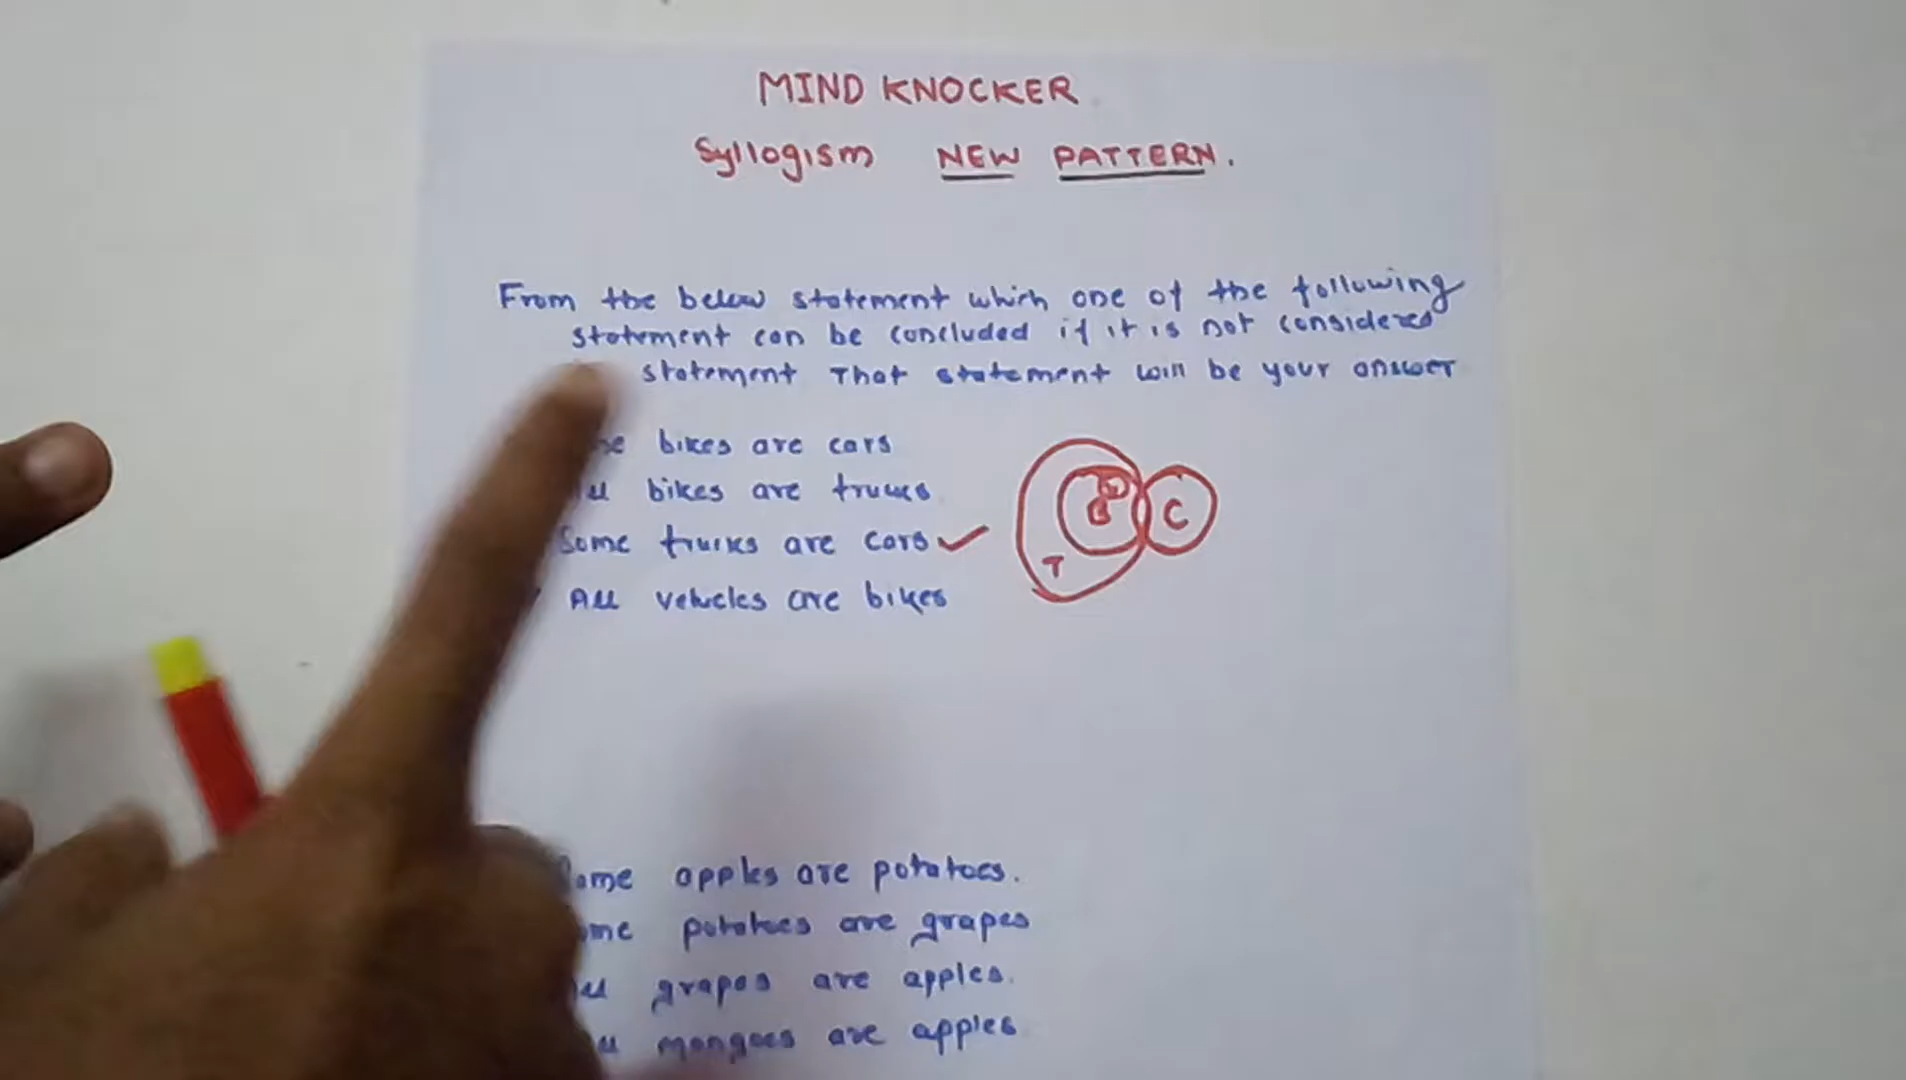 MIND KNOCKER
Syllogism NEW PATTERN.
From the below statement which one of the following
statement can be concluded if it is not considered
statement That statement will be your answer
bikes are cars
bikes are trucks
Some trucks are cars
All vehicles are bikes
B
C
T
apples are potatoes.
potatoes are grapes
grapes are apples.
mangoes are apples